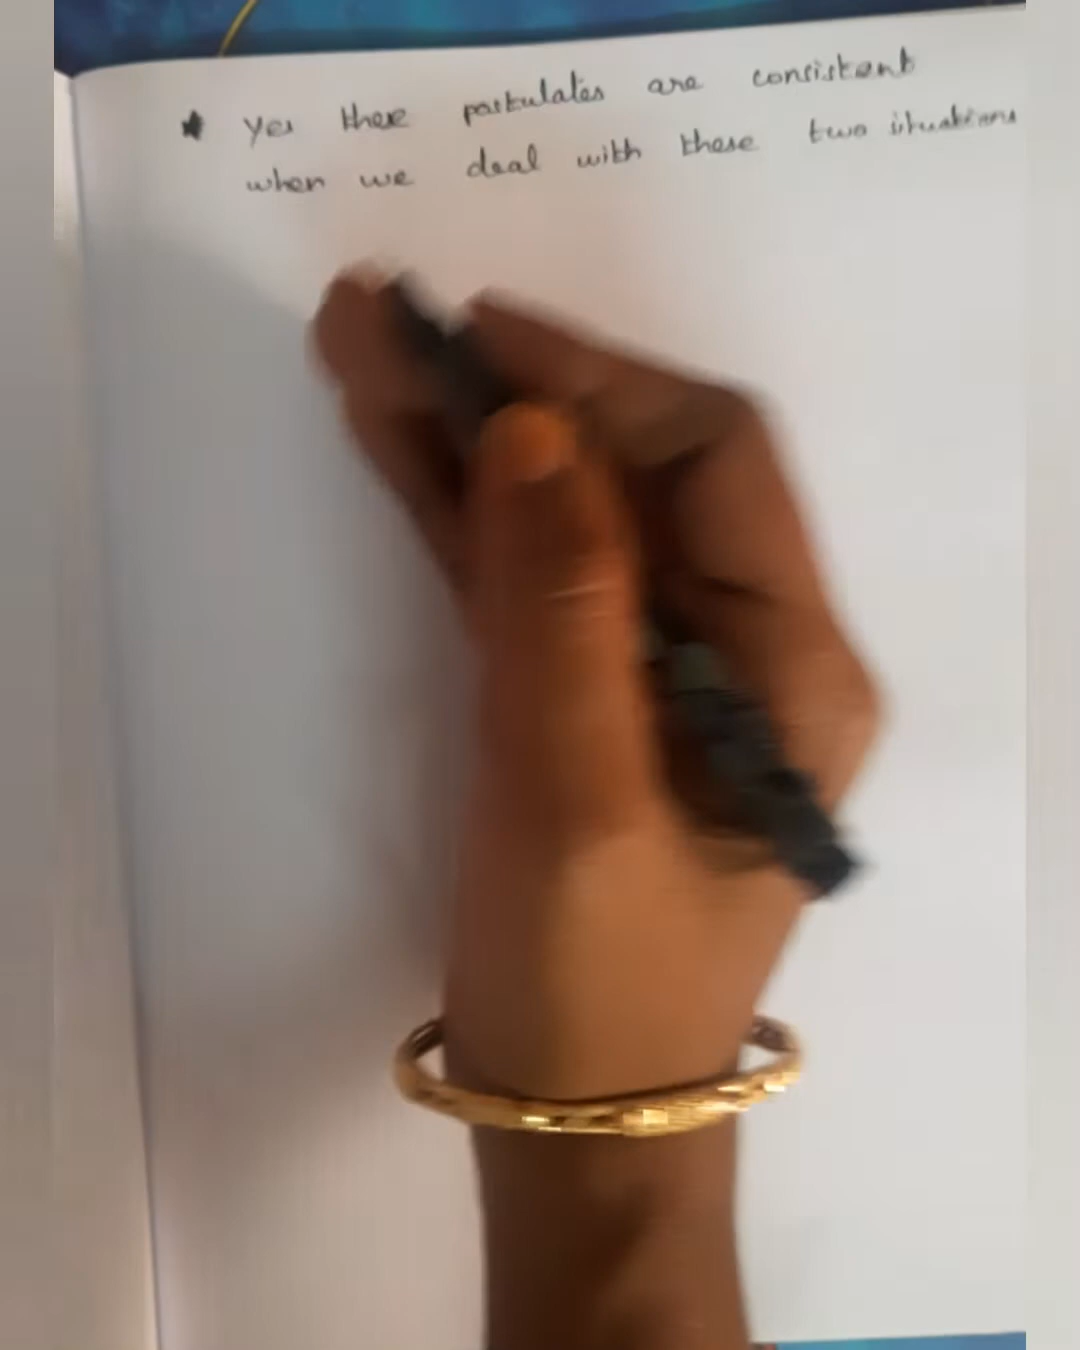 Yes these postulates are consistent
when we deal with these two situations